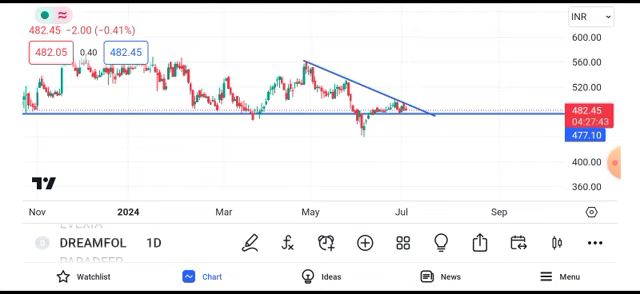 INR
482.45 −2.00 (−0.41%)
600.00
482.05 0.40 482.45
560.00
520.00
482.45
04:27:43
477.10
400.00
360.00
Nov 2024 Mar May Jul Sep
DREAMFOL 1D
Watchlist Chart Ideas News Menu